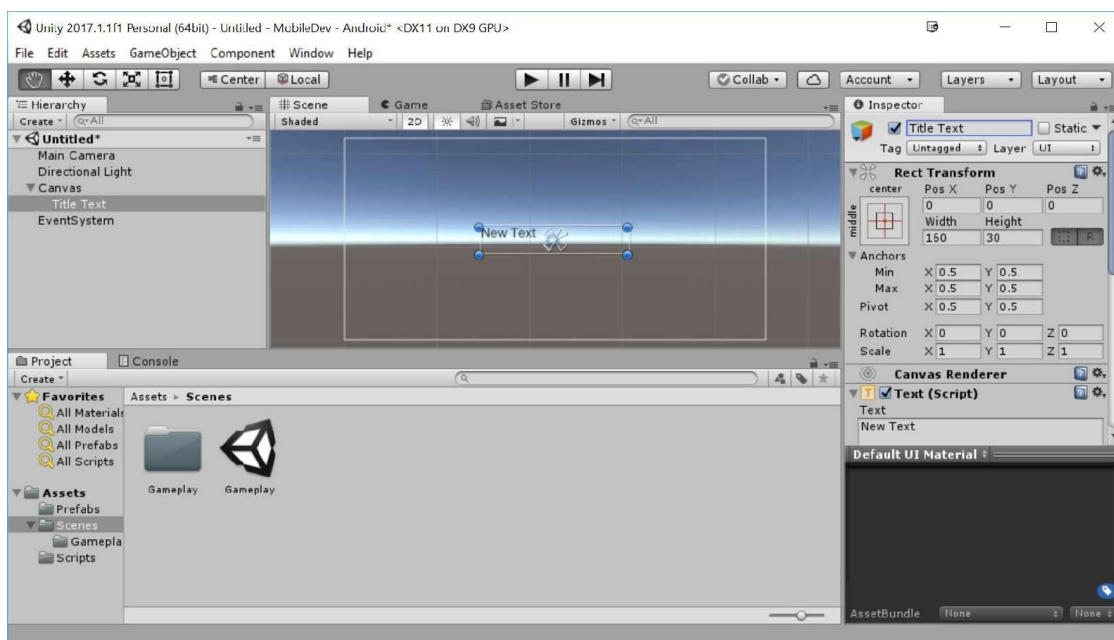 Unity 2017.1.1f1 Personal (64bit) - Untitled - MobileDev - Android* <DX11 on DX9 GPU>
File Edit Assets GameObject Component Window Help
Center Local Collab Account Layers Layout
Hierarchy
Create All
Untitled*
Main Camera
Directional Light
Canvas
Title Text
EventSystem
Scene Game Asset Store
Shaded 2D Gizmos All
New Text
Inspector
Title Text Static
Tag Untagged Layer UI
Rect Transform
center Pos X Pos Y Pos Z
middle
0 0 0
Width Height
160 30 R
Anchors
Min X 0.5 Y 0.5
Max X 0.5 Y 0.5
Pivot X 0.5 Y 0.5
Rotation X 0 Y 0 Z 0
Scale X 1 Y 1 Z 1
Canvas Renderer
Text (Script)
Text
New Text
Default UI Material
AssetBundle None None
Project Console
Create
Favorites
All Materials
All Models
All Prefabs
All Scripts
Assets
Prefabs
Scenes
Gamepla
Scripts
Assets Scenes
Gameplay Gameplay